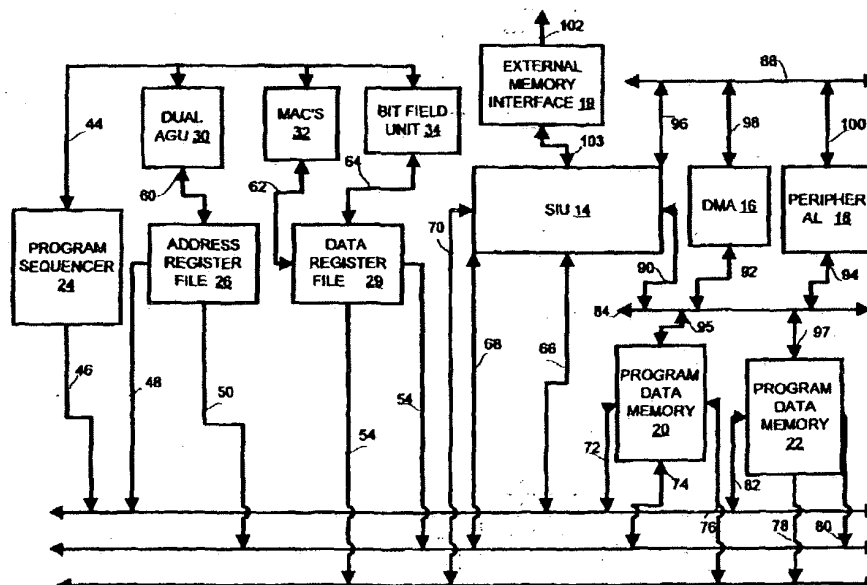 102
EXTERNAL
MEMORY
INTERFACE 19
88
44
DUAL
AGU 30
MAC'S
32
BIT FIELD
UNIT 34
96
98
100
103
60
62
64
70
SIU 14
DMA 16
PERIPHER
AL 18
PROGRAM
SEQUENCER
24
ADDRESS
REGISTER
FILE 26
DATA
REGISTER
FILE 29
90
92
94
84
95
97
46
48
50
54
54
68
66
PROGRAM
DATA
MEMORY
20
PROGRAM
DATA
MEMORY
22
72
74
82
76
78
80